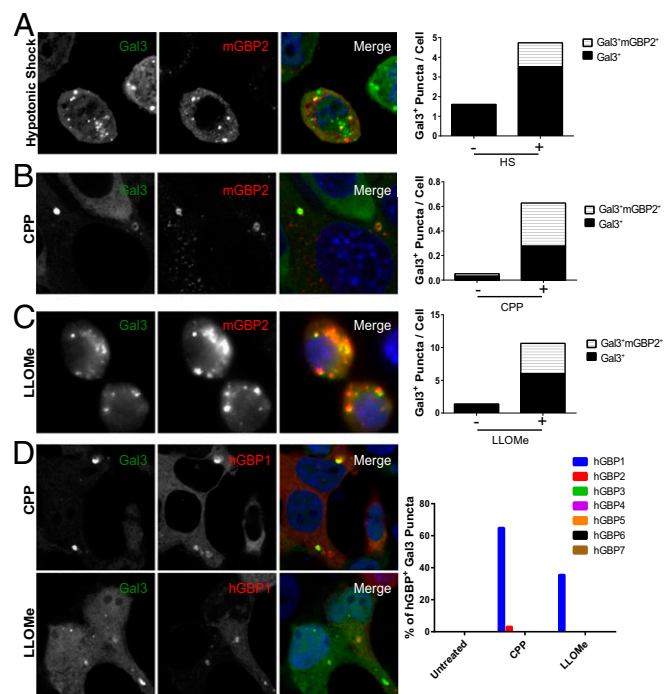 A
Hypotonic Shock
Gal3
mGBP2
Merge
Gal3⁺ Puncta / Cell
5
4
3
2
1
0
-
+
HS
Gal3⁺mGBP2⁺
Gal3⁺
B
CPP
Gal3
mGBP2
Merge
Gal3⁺ Puncta / Cell
0.8
0.6
0.4
0.2
0.0
-
+
CPP
Gal3⁺mGBP2⁺
Gal3⁺
C
LLOMe
Gal3
mGBP2
Merge
Gal3⁺ Puncta / Cell
15
10
5
0
-
+
LLOMe
Gal3⁺mGBP2⁺
Gal3⁺
D
CPP
Gal3
hGBP1
Merge
LLOMe
Gal3
hGBP1
Merge
% of hGBP⁺ Gal3 Puncta
80
60
40
20
0
Untreated
CPP
LLOMe
hGBP1
hGBP2
hGBP3
hGBP4
hGBP5
hGBP6
hGBP7